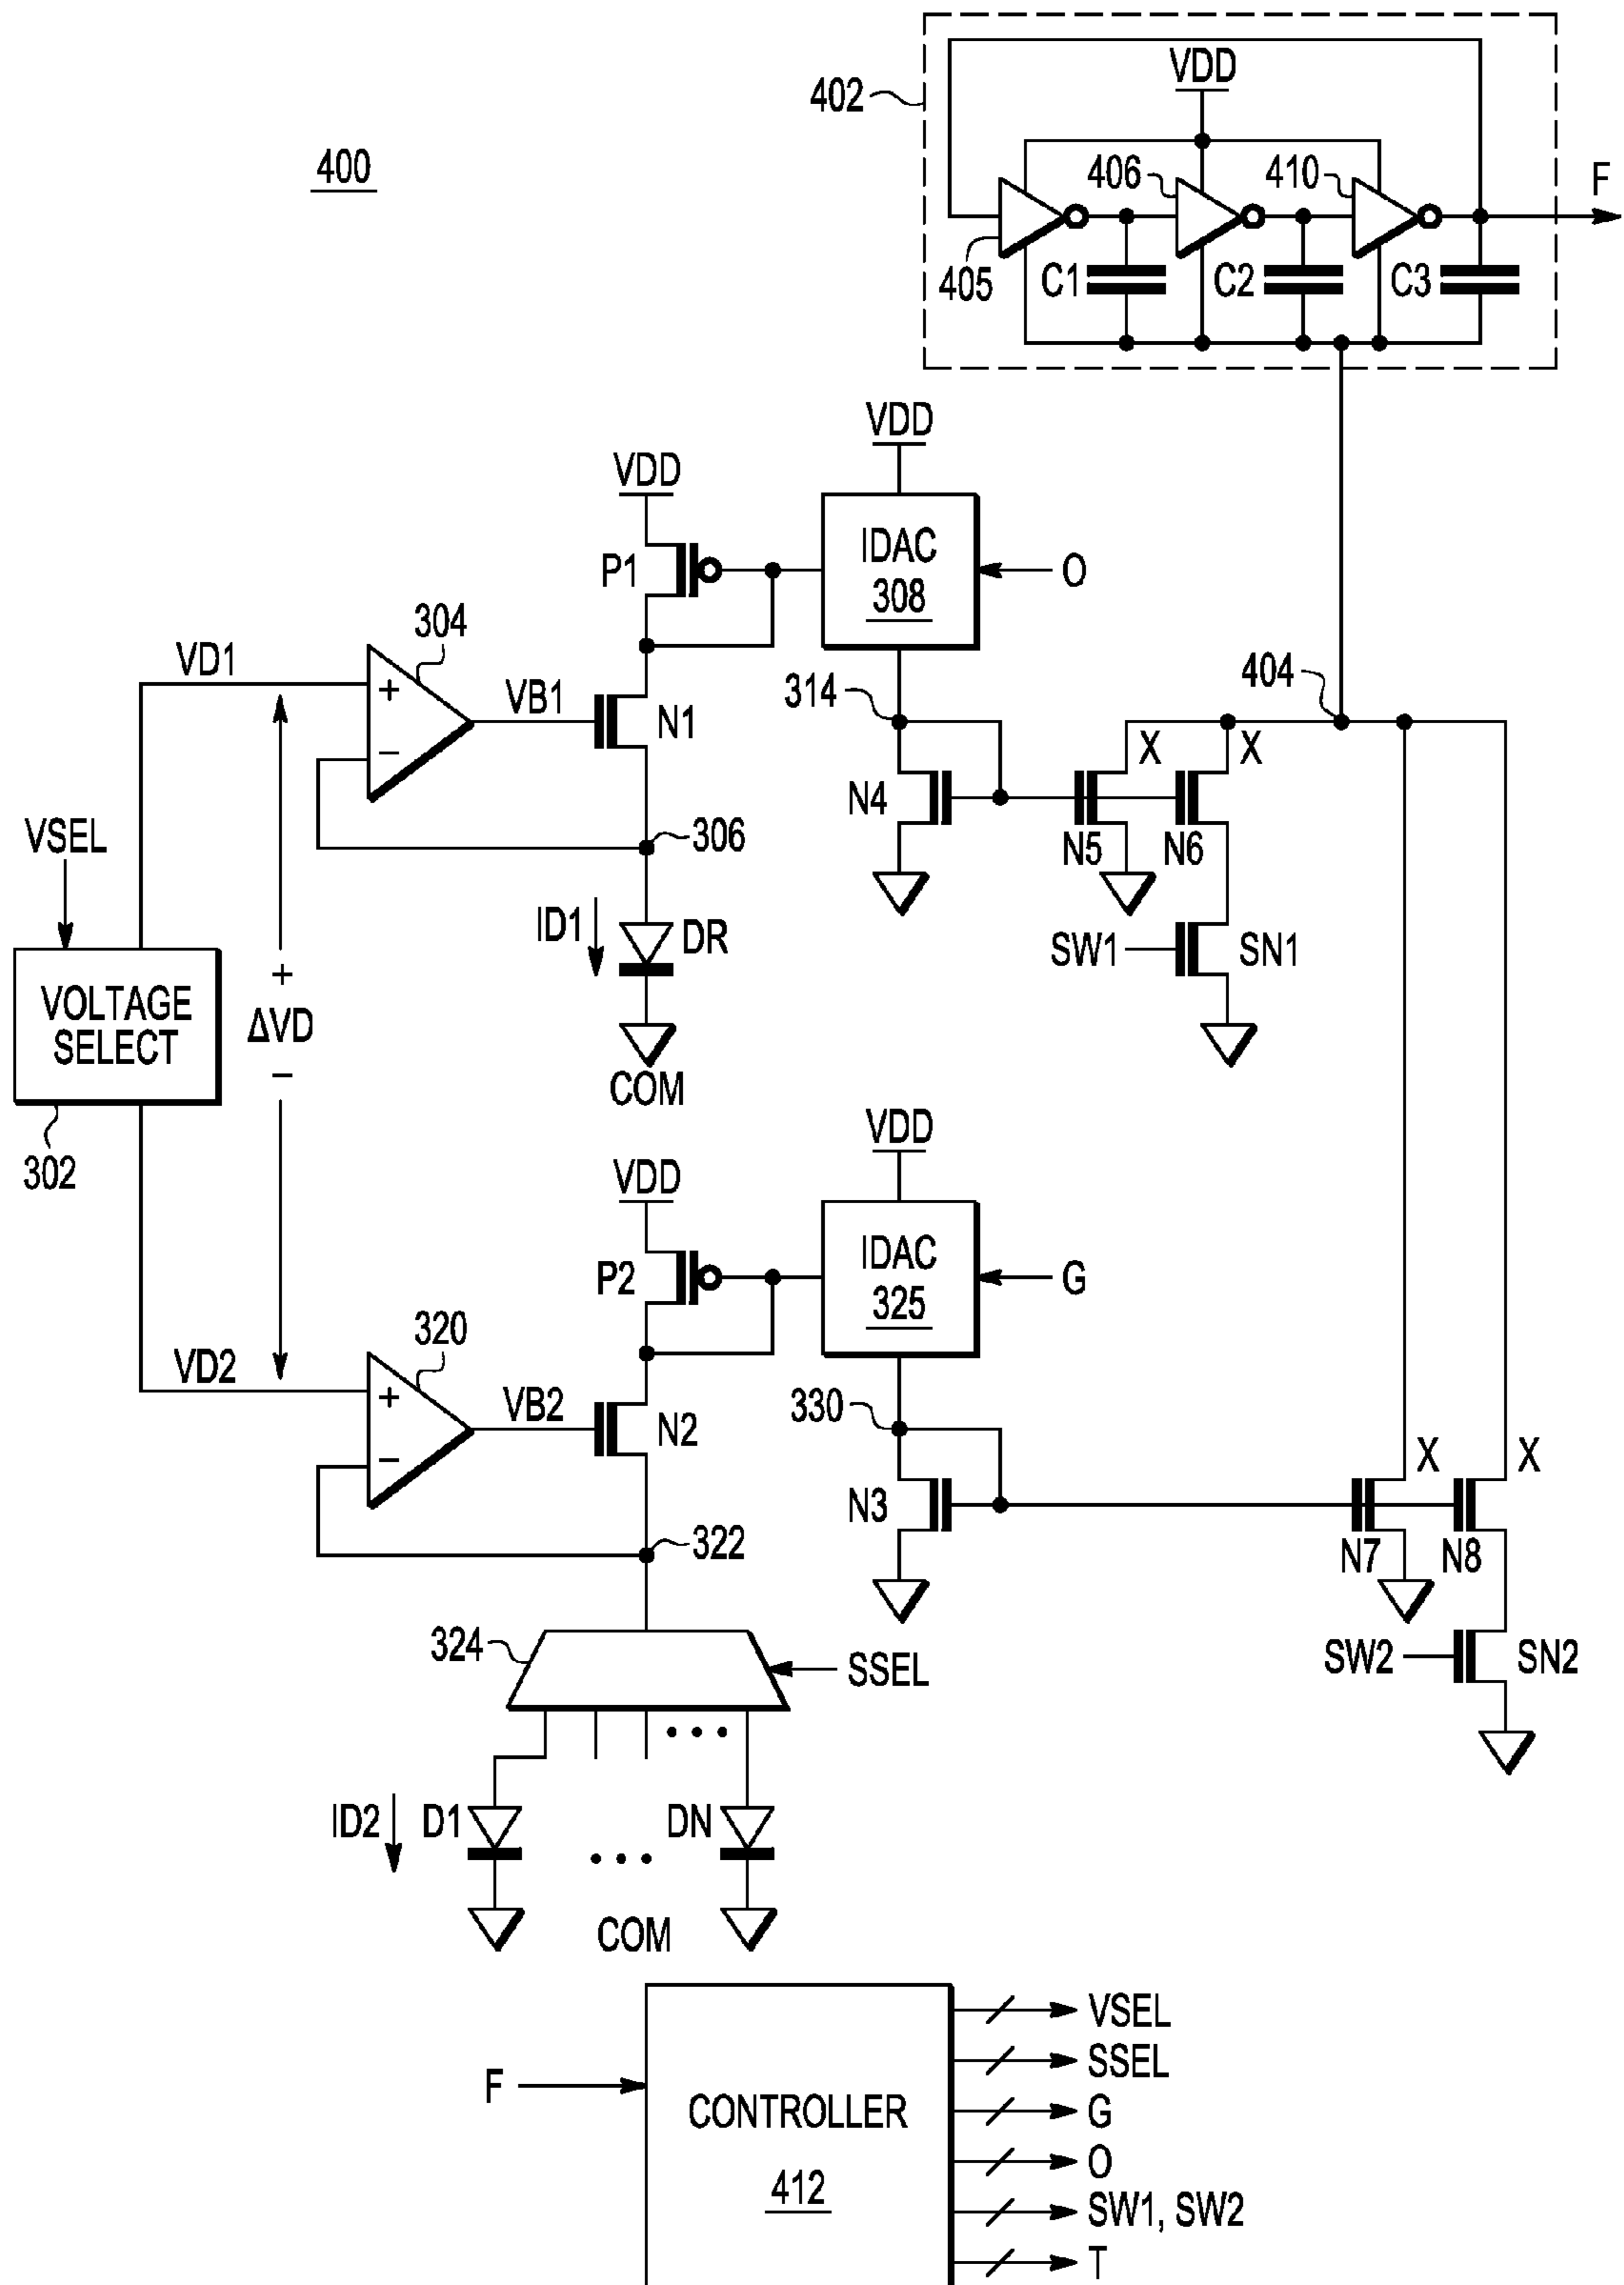 400
402
VDD
405
406
410
C1
C2
C3
F
VDD
P1
VDD
IDAC
308
O
VD1
304
+
−
VB1
N1
306
314
404
N4
X
X
N5
N6
SW1
SN1
VSEL
VOLTAGE
SELECT
302
+
ΔVD
−
ID1
DR
COM
VDD
P2
VDD
IDAC
325
G
VD2
320
+
−
VB2
N2
322
330
N3
X
X
N7
N8
SW2
SN2
324
SSEL
•••
ID2
D1
•••
DN
COM
F
CONTROLLER
412
VSEL
SSEL
G
O
SW1, SW2
T